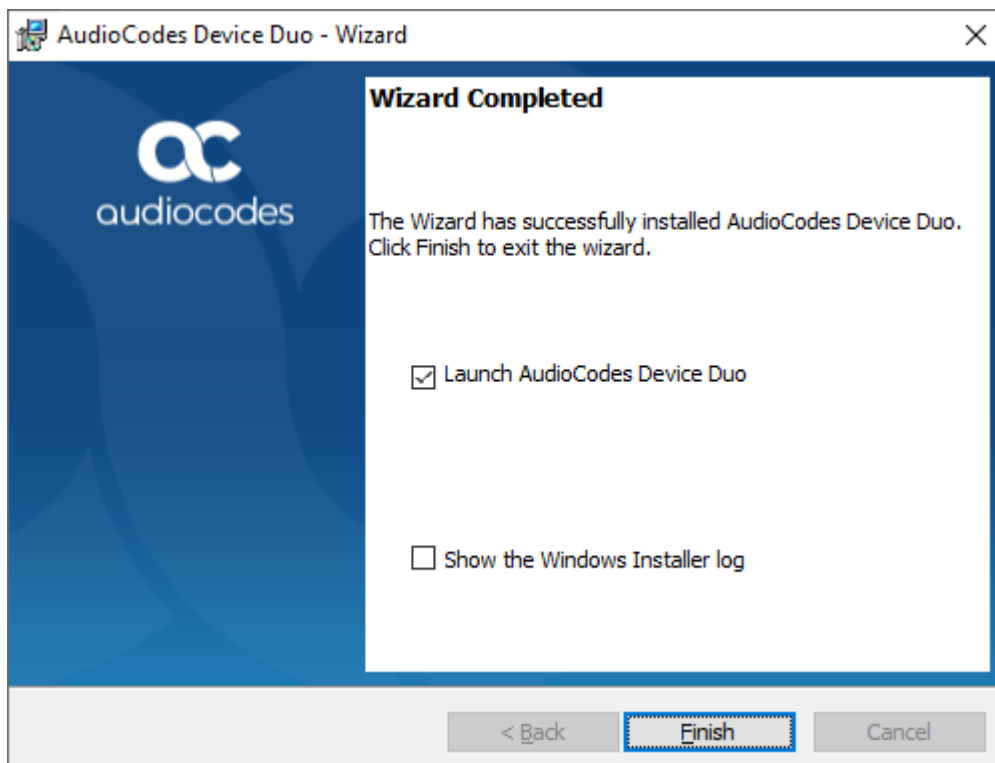 AudioCodes Device Duo - Wizard
ac
audiocodes
Wizard Completed
The Wizard has successfully installed AudioCodes Device Duo.
Click Finish to exit the wizard.
Launch AudioCodes Device Duo
Show the Windows Installer log
< Back
Finish
Cancel